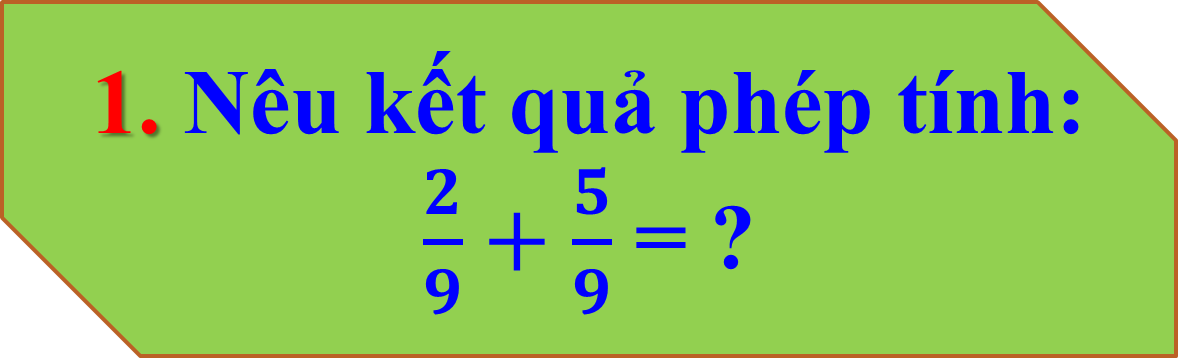 1. Nêu kết quả phép tính:
2/9 + 5/9 = ?